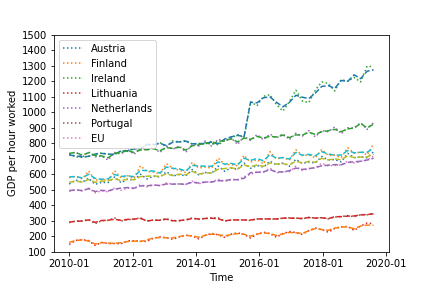 1500
1400
1300
1200
1100
1000
900
800
700
600
500
400
300
200
100
GDP per hour worked
Austria
Finland
Ireland
Lithuania
Netherlands
Portugal
EU
2010-01 2012-01 2014-01 2016-01 2018-01 2020-01
Time